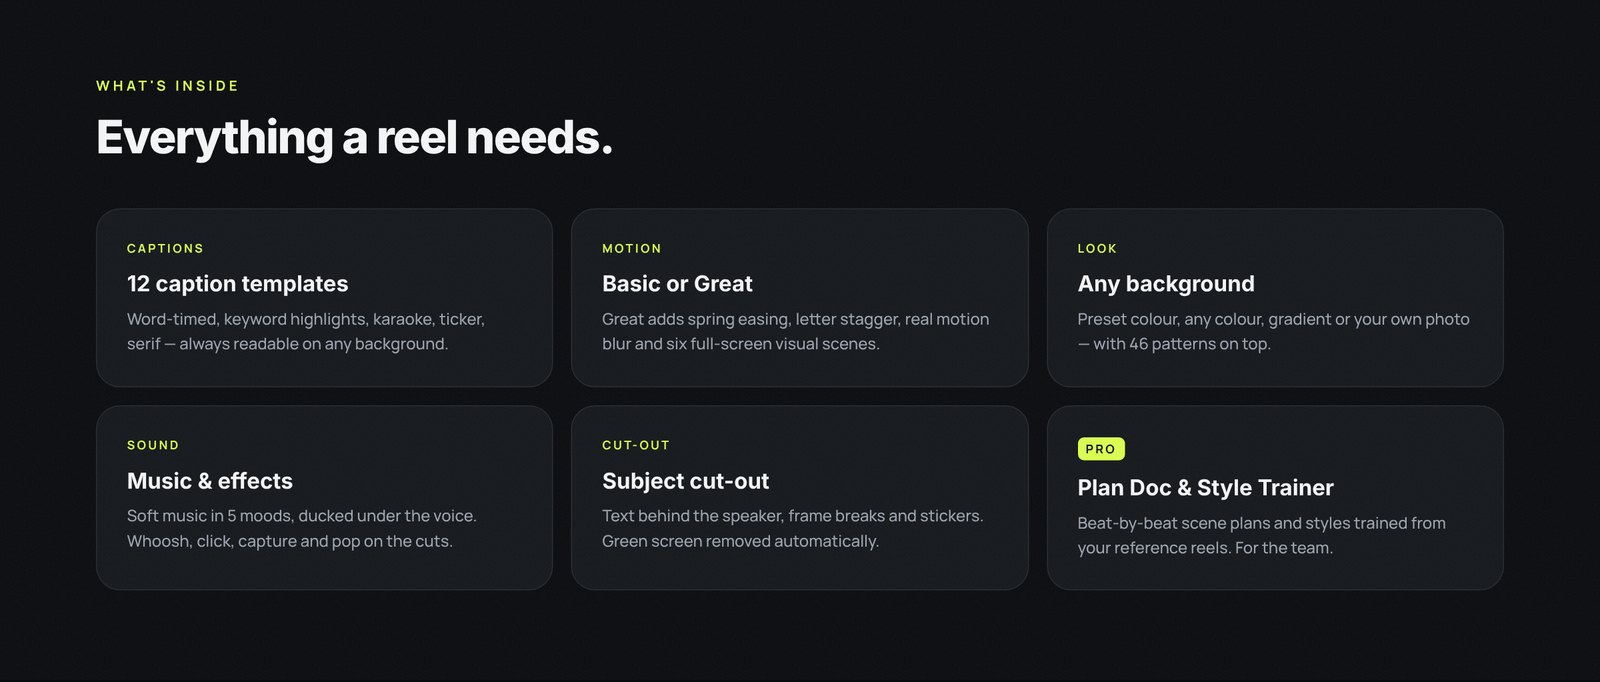 WHAT'S INSIDE
Everything a reel needs.
CAPTIONS
12 caption templates
Word-timed, keyword highlights, karaoke, ticker,
serif — always readable on any background.
MOTION
Basic or Great
Great adds spring easing, letter stagger, real motion
blur and six full-screen visual scenes.
LOOK
Any background
Preset colour, any colour, gradient or your own photo
— with 46 patterns on top.
SOUND
Music & effects
Soft music in 5 moods, ducked under the voice.
Whoosh, click, capture and pop on the cuts.
CUT-OUT
Subject cut-out
Text behind the speaker, frame breaks and stickers.
Green screen removed automatically.
PRO
Plan Doc & Style Trainer
Beat-by-beat scene plans and styles trained from
your reference reels. For the team.